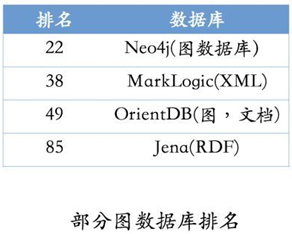 排名 数据库
22 Neo4j(图数据库)
38 MarkLogic(XML)
49 OrientDB(图，文档)
85 Jena(RDF)
部分图数据库排名